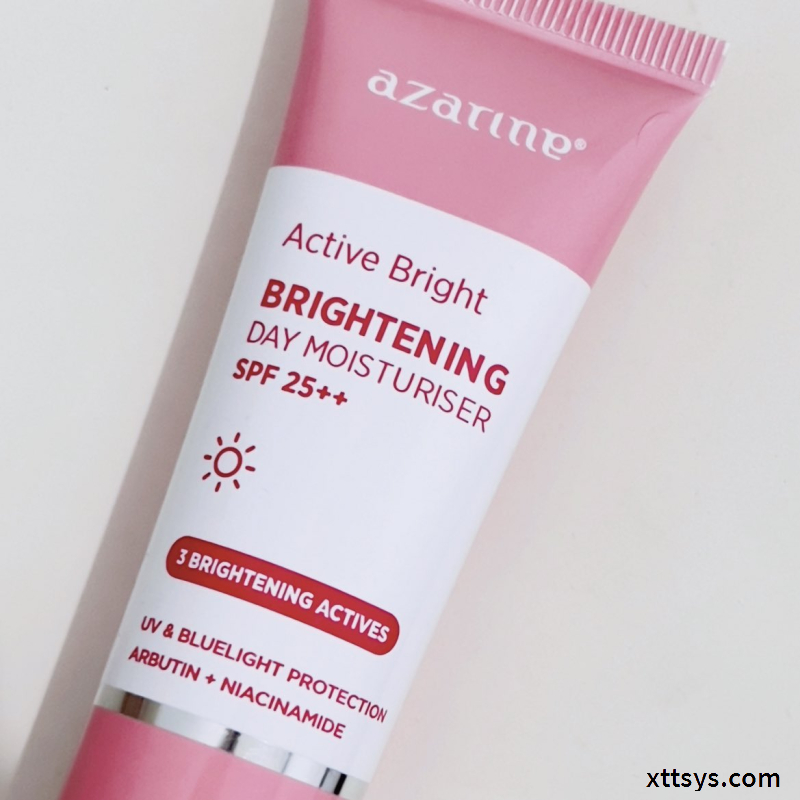 azarine®
Active Bright
BRIGHTENING
DAY MOISTURISER
SPF 25++
3 BRIGHTENING ACTIVES
UV & BLUELIGHT PROTECTION
ARBUTIN + NIACINAMIDE
xttsys.com